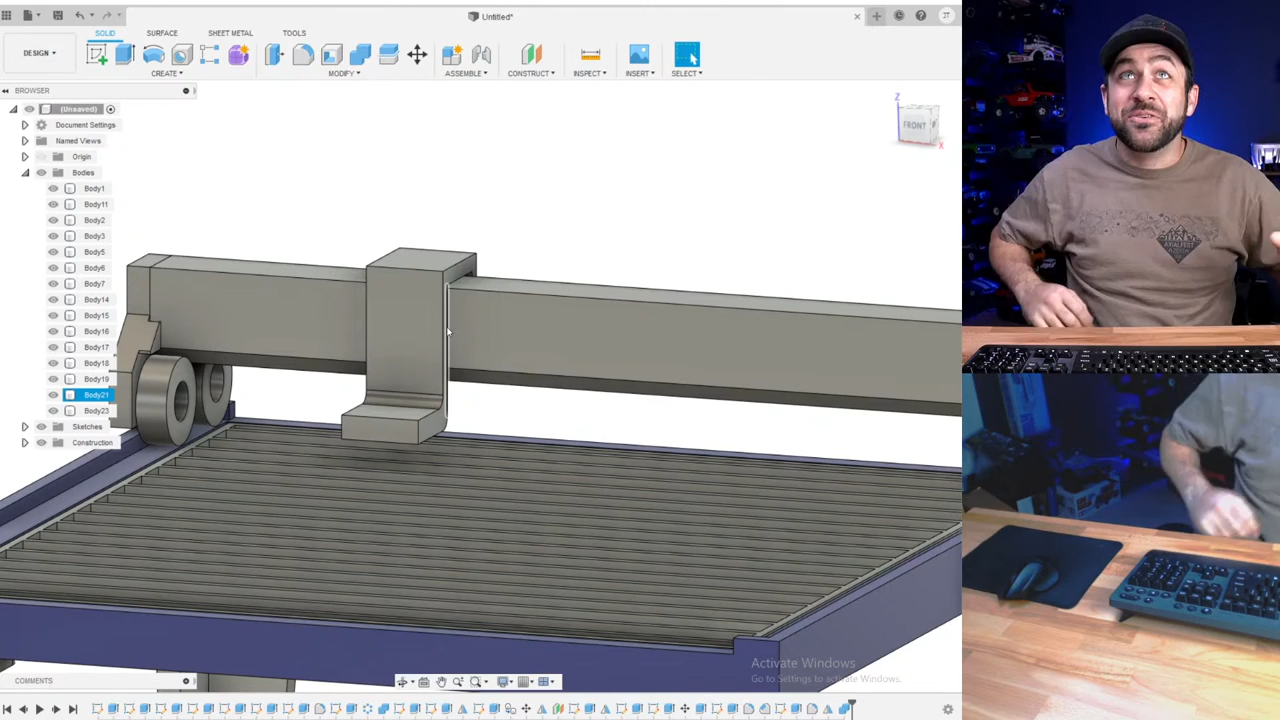 Untitled*
JT
DESIGN
SOLID
SURFACE
SHEET METAL
TOOLS
CREATE
MODIFY
ASSEMBLE
CONSTRUCT
INSPECT
INSERT
SELECT
BROWSER
(Unsaved)
Document Settings
Named Views
Origin
Bodies
Body1
Body11
Body2
Body3
Body5
Body6
Body7
Body14
Body15
Body16
Body17
Body18
Body19
Body21
Body23
Sketches
Construction
Z
FRONT
X
COMMENTS
Activate Windows
Go to Settings to activate Windows.
AXIALFEST